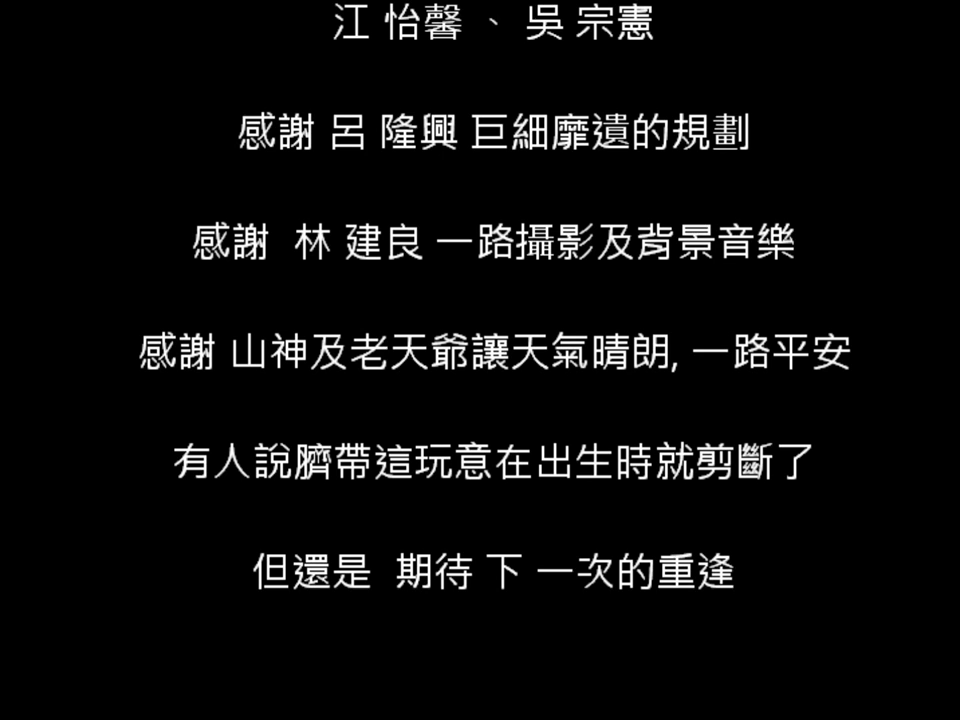 江 怡馨 、 吳 宗憲
感謝 呂 隆興 巨細靡遺的規劃
感謝 林 建良 一路攝影及背景音樂
感謝 山神及老天爺讓天氣晴朗, 一路平安
有人說臍帶這玩意在出生時就剪斷了
但還是 期待 下 一次的重逢